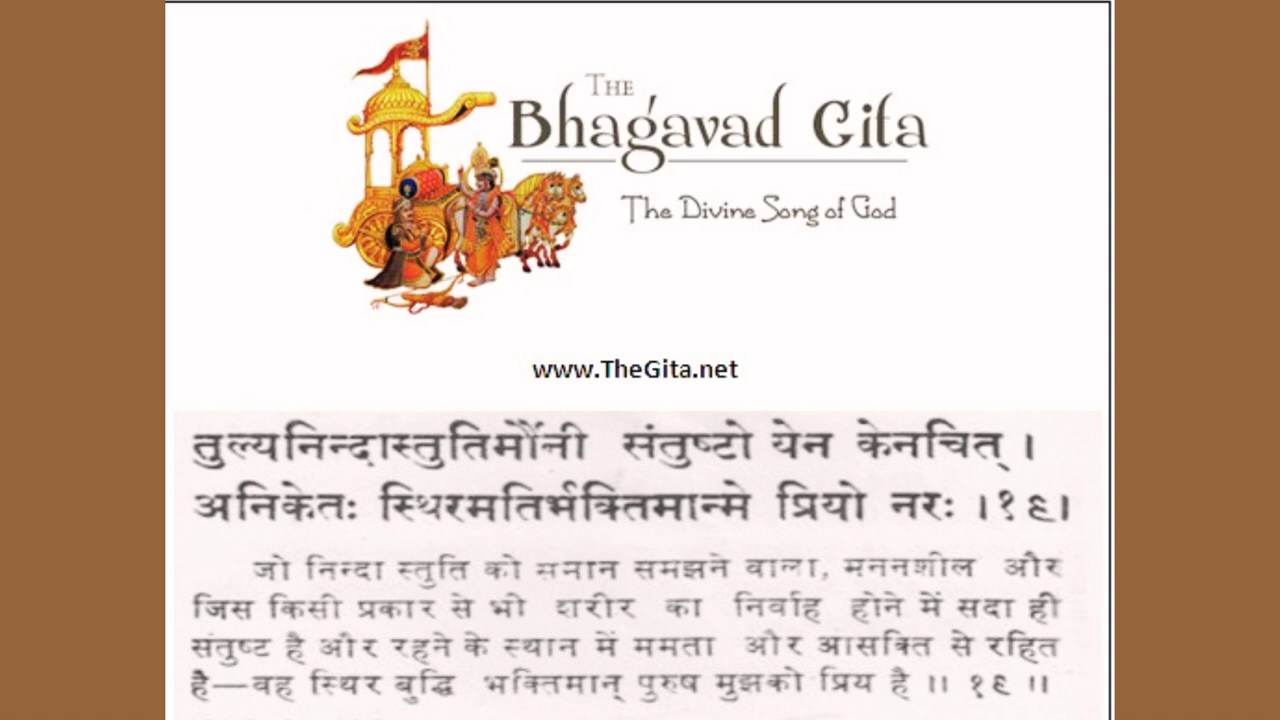 THE
Bhagavad Gita
The Divine Song of God
www.TheGita.net
तुल्यनिन्दास्तुतिर्मौनी संतुष्टो येन केनचित् ।
अनिकेतः स्थिरमतिर्भक्तिमान्मे प्रियो नरः ।१९।
जो निन्दा स्तुति को समान समझने वाला, मननशील और
जिस किसी प्रकार से भी शरीर का निर्वाह होने में सदा ही
संतुष्ट है और रहने के स्थान में ममता और आसक्ति से रहित
है—वह स्थिर बुद्धि भक्तिमान् पुरुष मुझको प्रिय है ॥ १९ ॥